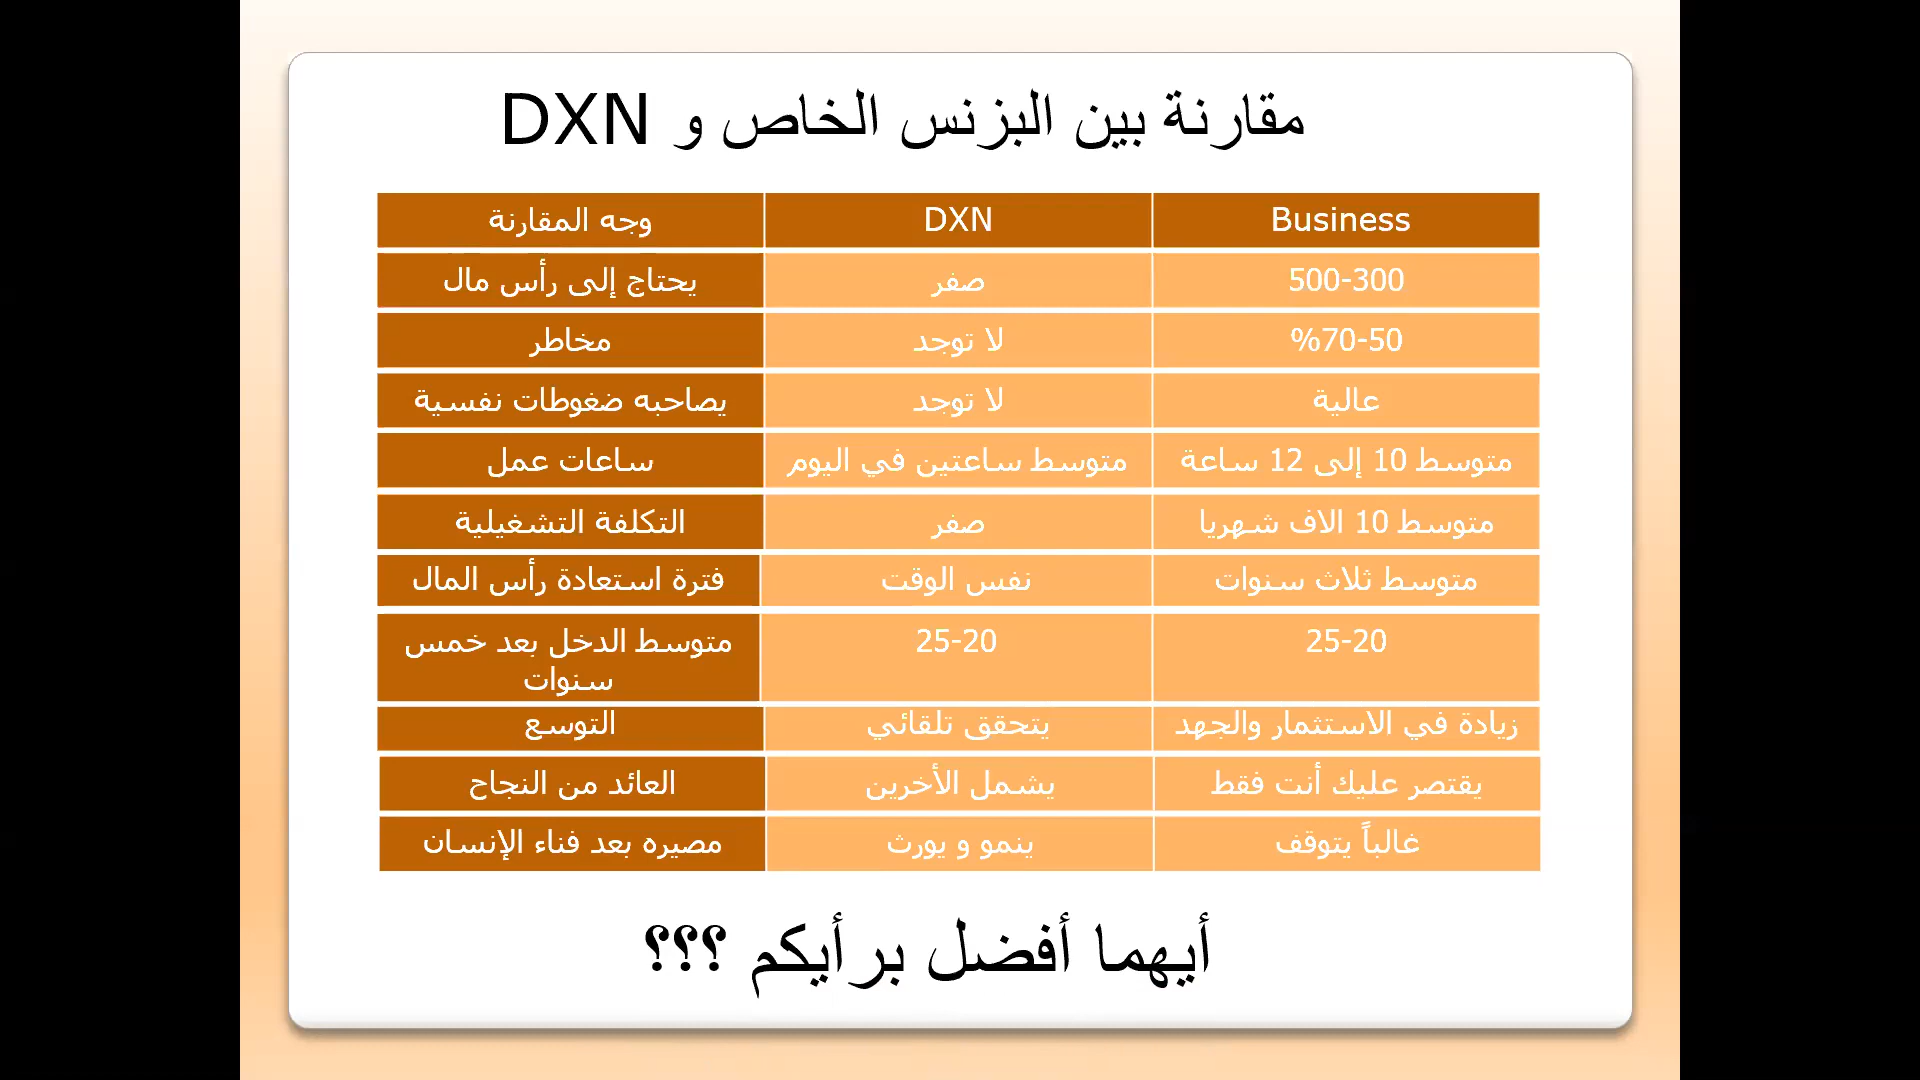 مقارنة بين البزنس الخاص و DXN
وجه المقارنة DXN Business
يحتاج إلى رأس مال صفر 300-500
مخاطر لا توجد 50-70%
يصاحبه ضغوطات نفسية لا توجد عالية
ساعات عمل متوسط ساعتين في اليوم متوسط 10 إلى 12 ساعة
التكلفة التشغيلية صفر متوسط 10 الاف شهريا
فترة استعادة رأس المال نفس الوقت متوسط ثلاث سنوات
متوسط الدخل بعد خمس سنوات 20-25 20-25
التوسع يتحقق تلقائي زيادة في الاستثمار والجهد
العائد من النجاح يشمل الأخرين يقتصر عليك أنت فقط
مصيره بعد فناء الإنسان ينمو و يورث غالباً يتوقف
أيهما أفضل برأيكم ؟؟؟